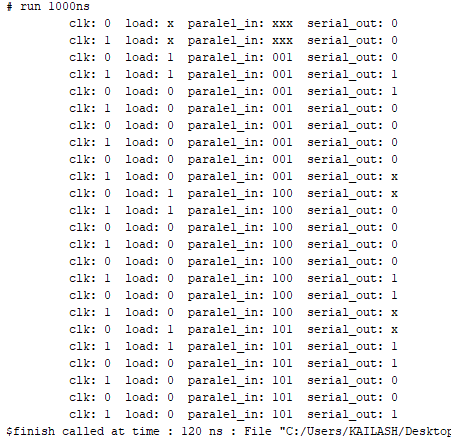 # run 1000ns
clk: 0 load: x paralel_in: xxx serial_out: 0
clk: 1 load: x paralel_in: xxx serial_out: 0
clk: 0 load: 1 paralel_in: 001 serial_out: 0
clk: 1 load: 1 paralel_in: 001 serial_out: 1
clk: 0 load: 0 paralel_in: 001 serial_out: 1
clk: 1 load: 0 paralel_in: 001 serial_out: 0
clk: 0 load: 0 paralel_in: 001 serial_out: 0
clk: 1 load: 0 paralel_in: 001 serial_out: 0
clk: 0 load: 0 paralel_in: 001 serial_out: 0
clk: 1 load: 0 paralel_in: 001 serial_out: x
clk: 0 load: 1 paralel_in: 100 serial_out: x
clk: 1 load: 1 paralel_in: 100 serial_out: 0
clk: 0 load: 0 paralel_in: 100 serial_out: 0
clk: 1 load: 0 paralel_in: 100 serial_out: 0
clk: 0 load: 0 paralel_in: 100 serial_out: 0
clk: 1 load: 0 paralel_in: 100 serial_out: 1
clk: 0 load: 0 paralel_in: 100 serial_out: 1
clk: 1 load: 0 paralel_in: 100 serial_out: x
clk: 0 load: 1 paralel_in: 101 serial_out: x
clk: 1 load: 1 paralel_in: 101 serial_out: 1
clk: 0 load: 0 paralel_in: 101 serial_out: 1
clk: 1 load: 0 paralel_in: 101 serial_out: 0
clk: 0 load: 0 paralel_in: 101 serial_out: 0
clk: 1 load: 0 paralel_in: 101 serial_out: 1
$finish called at time : 120 ns : File "C:/Users/KAILASH/Desktop